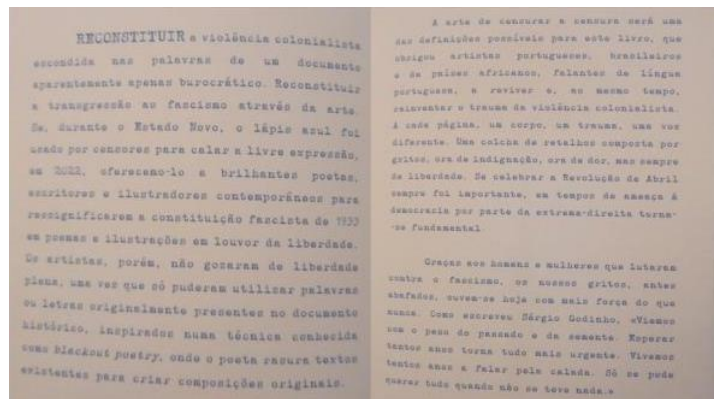 RECONSTITUIR a violência colonialista
escondida nas palavras de um documento
aparentemente apenas burocrático. Reconstituir
a transgressão ao fascismo através da arte.
Se, durante o Estado Novo, o lápis azul foi
usado por censores para calar a livre expressão,
em 2022, oferecemo-lo a brilhantes poetas,
escritores e ilustradores contemporâneos para
ressignificarem a constituição fascista de 1933
em poemas e ilustrações em louvor da liberdade.
Os artistas, porém, não gozaram de liberdade
plena, uma vez que só puderam utilizar palavras
ou letras originalmente presentes no documento
histórico, inspirados numa técnica conhecida
como blackout poetry, onde o poeta rasura textos
existentes para criar composições originais.
A arte de censurar a censura será uma
das definições possíveis para este livro, que
obrigou artistas portugueses, brasileiros
e de países africanos, falantes de língua
portuguesa, a reviver e, ao mesmo tempo,
reinventar o trauma da violência colonialista.
A cada página, um corpo, um trauma, uma voz
diferente. Uma colcha de retalhos composta por
gritos, ora de indignação, ora de dor, mas sempre
de liberdade. Se celebrar a Revolução de Abril
sempre foi importante, em tempos de ameaça à
democracia por parte da extrema-direita torna-
-se fundamental.
Graças aos homens e mulheres que lutaram
contra o fascismo, os nossos gritos, antes
abafados, ouvem-se hoje com mais força do que
nunca. Como escreveu Sérgio Godinho, «Viemos
com o peso do passado e da semente. Esperar
tantos anos torna tudo mais urgente. Vivemos
tantos anos a falar pela calada. Só se pode
querer tudo quando não se teve nada.»